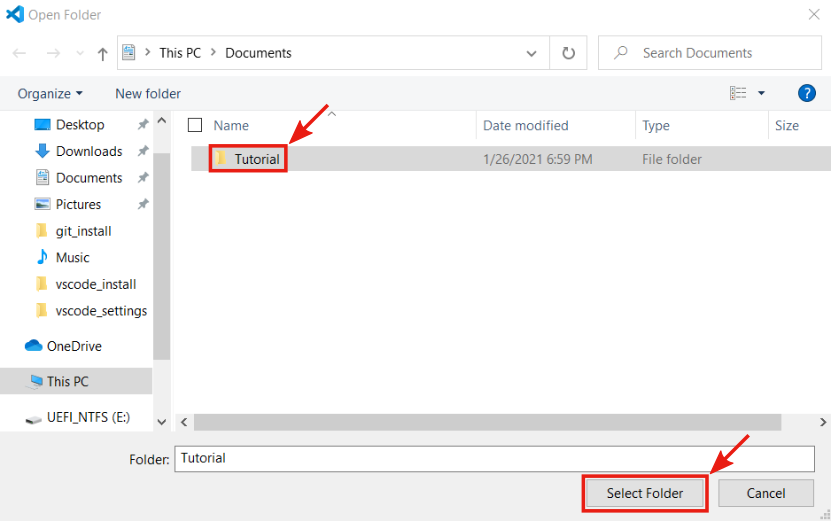 Open Folder
This PC Documents
Search Documents
Organize New folder
?
Name Date modified Type Size
Desktop
Downloads
Documents
Pictures
git_install
Music
vscode_install
vscode_settings
OneDrive
This PC
UEFI_NTFS (E:)
Tutorial 1/26/2021 6:59 PM File folder
Folder: Tutorial
Select Folder Cancel